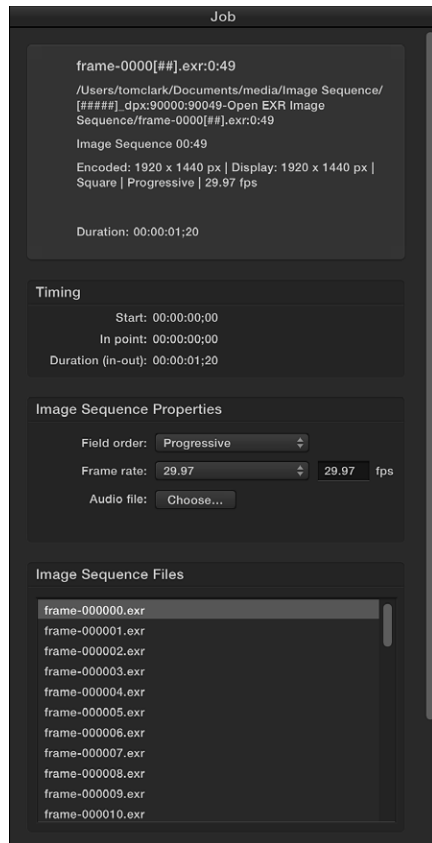 Job
frame-0000[##].exr:0:49
/Users/tomclark/Documents/media/Image Sequence/
[#####]_dpx:90000:90049-Open EXR Image
Sequence/frame-0000[##].exr:0:49
Image Sequence 00:49
Encoded: 1920 x 1440 px | Display: 1920 x 1440 px |
Square | Progressive | 29.97 fps
Duration: 00:00:01;20
Timing
Start: 00:00:00;00
In point: 00:00:00;00
Duration (in-out): 00:00:01;20
Image Sequence Properties
Field order: Progressive
Frame rate: 29.97 29.97 fps
Audio file: Choose...
Image Sequence Files
frame-000000.exr
frame-000001.exr
frame-000002.exr
frame-000003.exr
frame-000004.exr
frame-000005.exr
frame-000006.exr
frame-000007.exr
frame-000008.exr
frame-000009.exr
frame-000010.exr